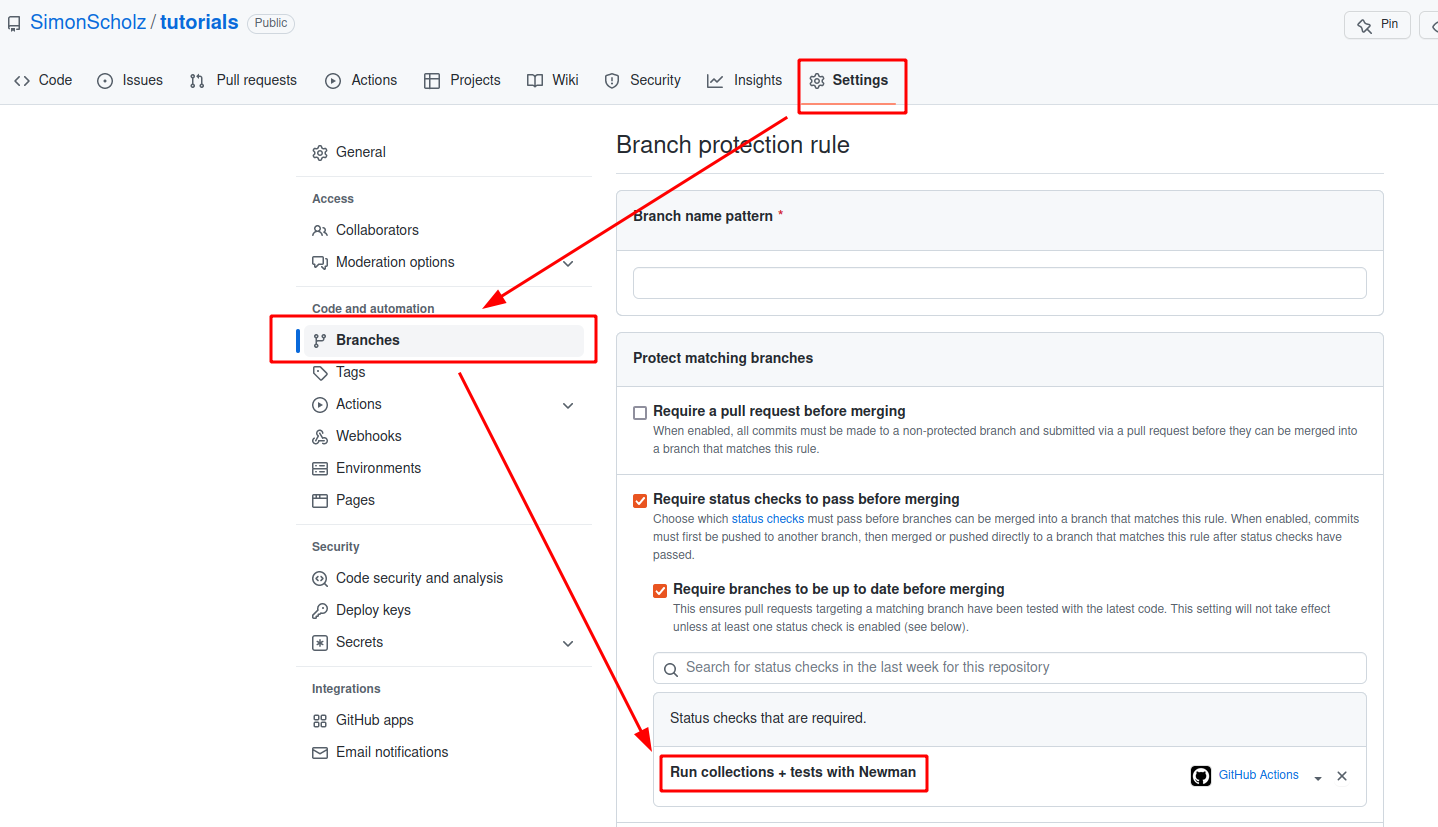 SimonScholz / tutorials Public
Pin
Code Issues Pull requests Actions Projects Wiki Security Insights Settings
General
Access
Collaborators
Moderation options
Code and automation
Branches
Tags
Actions
Webhooks
Environments
Pages
Security
Code security and analysis
Deploy keys
Secrets
Integrations
GitHub apps
Email notifications
Branch protection rule
Branch name pattern *
Protect matching branches
Require a pull request before merging
When enabled, all commits must be made to a non-protected branch and submitted via a pull request before they can be merged into
a branch that matches this rule.
Require status checks to pass before merging
Choose which status checks must pass before branches can be merged into a branch that matches this rule. When enabled, commits
must first be pushed to another branch, then merged or pushed directly to a branch that matches this rule after status checks have
passed.
Require branches to be up to date before merging
This ensures pull requests targeting a matching branch have been tested with the latest code. This setting will not take effect
unless at least one status check is enabled (see below).
Search for status checks in the last week for this repository
Status checks that are required.
Run collections + tests with Newman
GitHub Actions